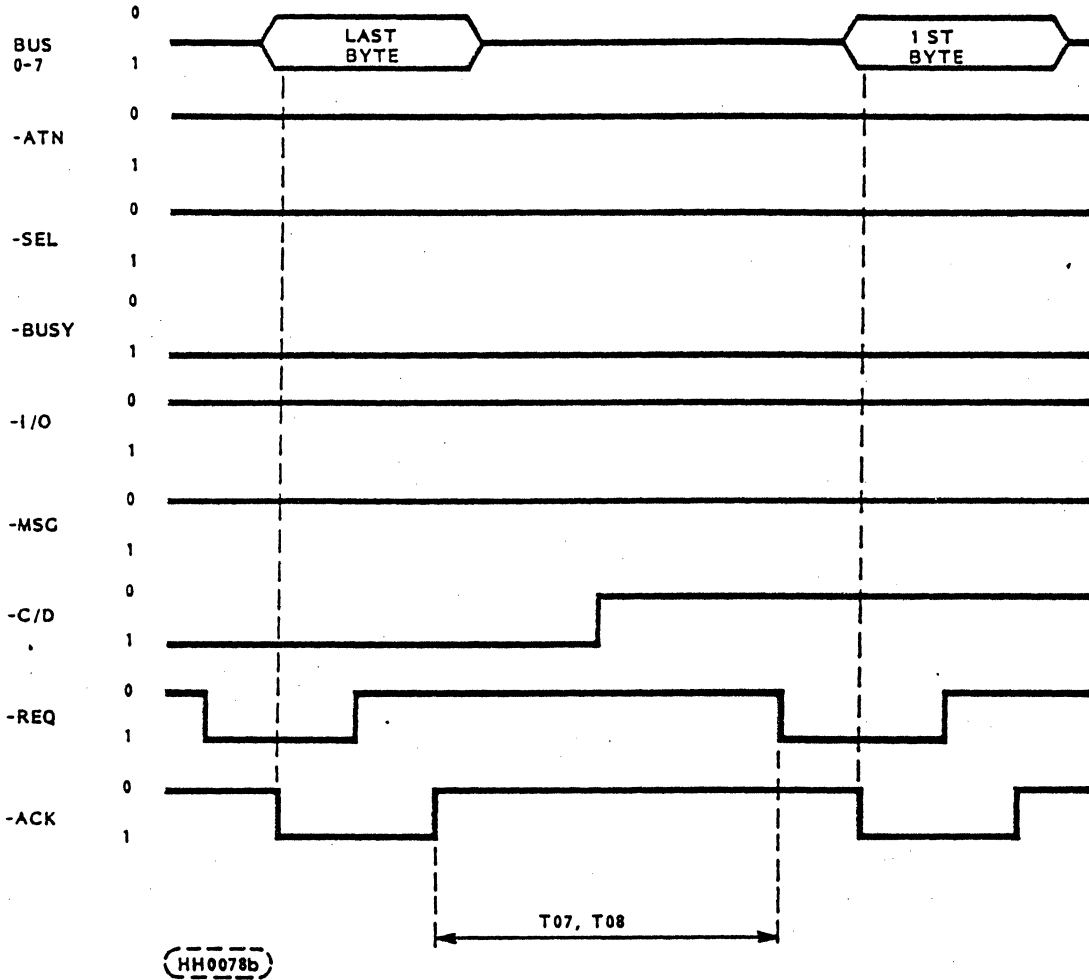 0
BUS
0-7
1
LAST
BYTE
1 ST
BYTE
0
-ATN
1
0
-SEL
1
0
-BUSY
1
0
-I/O
1
0
-MSG
1
0
-C/D
1
0
-REQ
1
0
-ACK
1
T07, T08
HH0078b